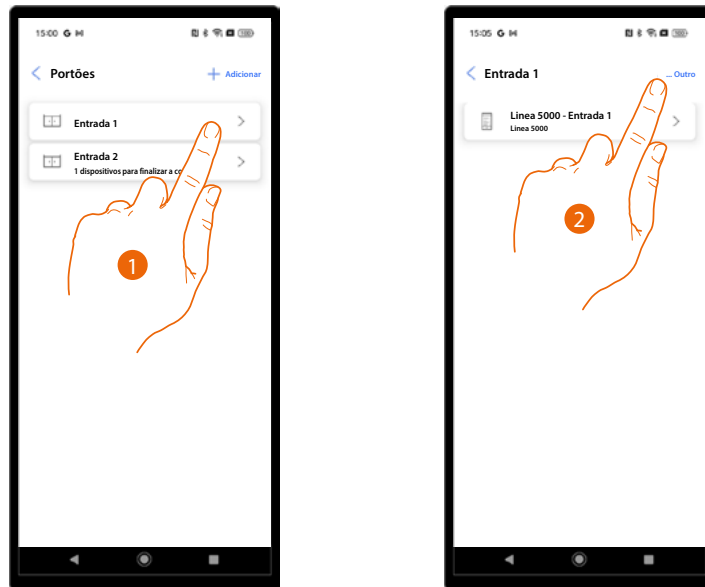 15:00
Portões
Adicionar
Entrada 1
Entrada 2
1 dispositivos para finalizar a co
1
15:05
Entrada 1
... Outro
Linea 5000 - Entrada 1
Linea 5000
2